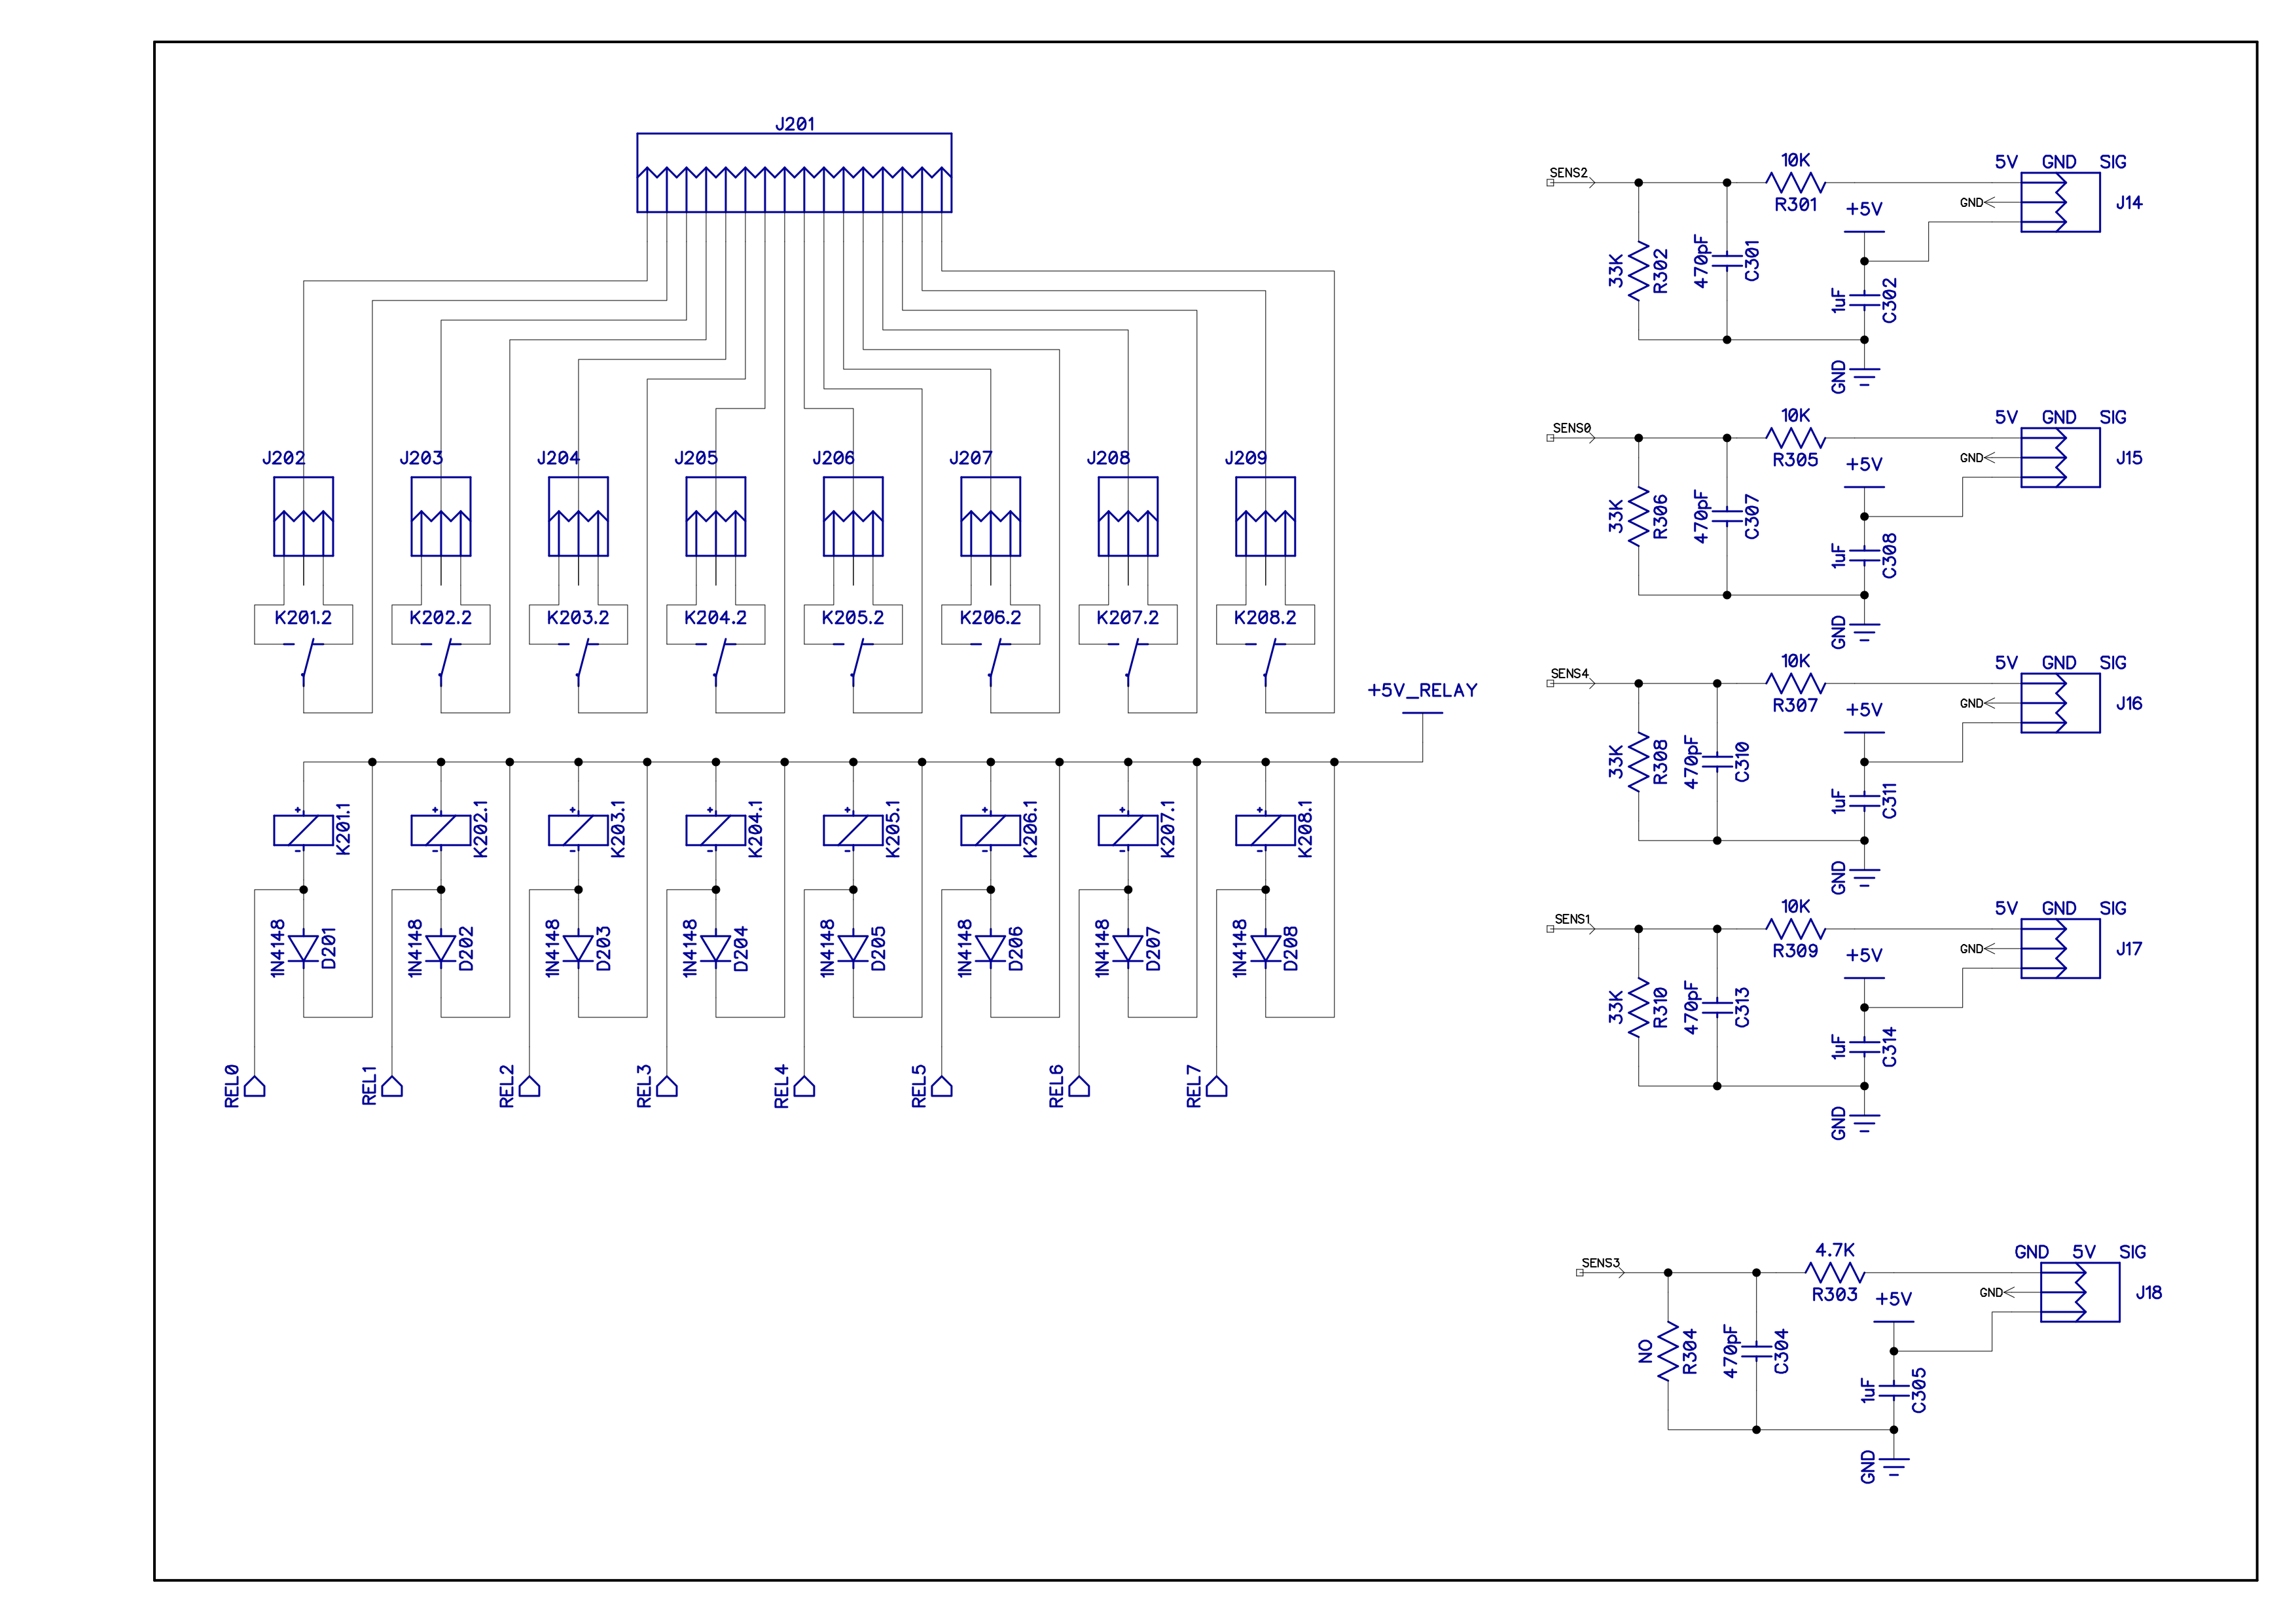 J201
J202 J203 J204 J205 J206 J207 J208 J209
K201.2 K202.2 K203.2 K204.2 K205.2 K206.2 K207.2 K208.2
+5V_RELAY
+ + + + + + + +
K201.1 K202.1 K203.1 K204.1 K205.1 K206.1 K207.1 K208.1
- - - - - - - -
1N4148 D201 1N4148 D202 1N4148 D203 1N4148 D204 1N4148 D205 1N4148 D206 1N4148 D207 1N4148 D208
REL0 REL1 REL2 REL3 REL4 REL5 REL6 REL7
SENS2
10K
R301
5V GND SIG
GND
J14
+5V
33K R302
470pF C301
1uF C302
GND
SENS0
10K
R305
5V GND SIG
GND
J15
+5V
33K R306
470pF C307
1uF C308
GND
SENS4
10K
R307
5V GND SIG
GND
J16
+5V
33K R308
470pF C310
1uF C311
GND
SENS1
10K
R309
5V GND SIG
GND
J17
+5V
33K R310
470pF C313
1uF C314
GND
SENS3
4.7K
R303
GND 5V SIG
GND
J18
+5V
NO R304
470pF C304
1uF C305
GND